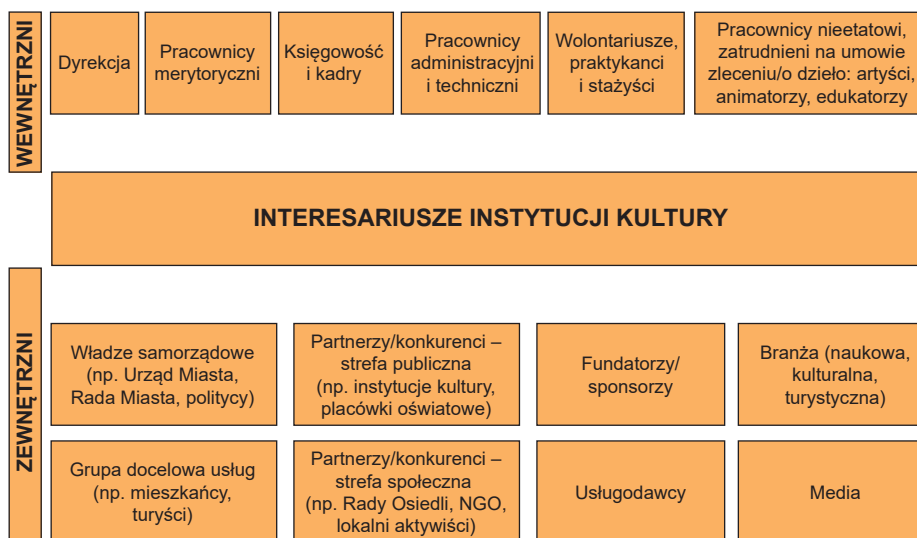 WEWNĘTRZNI
Dyrekcja
Pracownicy
merytoryczni
Księgowość
i kadry
Pracownicy
administracyjni
i techniczni
Wolontariusze,
praktykanci
i stażyści
Pracownicy nieetatowi,
zatrudnieni na umowie
zleceniu/o dzieło: artyści,
animatorzy, edukatorzy
INTERESARIUSZE INSTYTUCJI KULTURY
ZEWNĘTRZNI
Władze samorządowe
(np. Urząd Miasta,
Rada Miasta, politycy)
Partnerzy/konkurenci –
strefa publiczna
(np. instytucje kultury,
placówki oświatowe)
Fundatorzy/
sponsorzy
Branża (naukowa,
kulturalna,
turystyczna)
Grupa docelowa usług
(np. mieszkańcy,
turyści)
Partnerzy/konkurenci –
strefa społeczna
(np. Rady Osiedli, NGO,
lokalni aktywiści)
Usługodawcy
Media